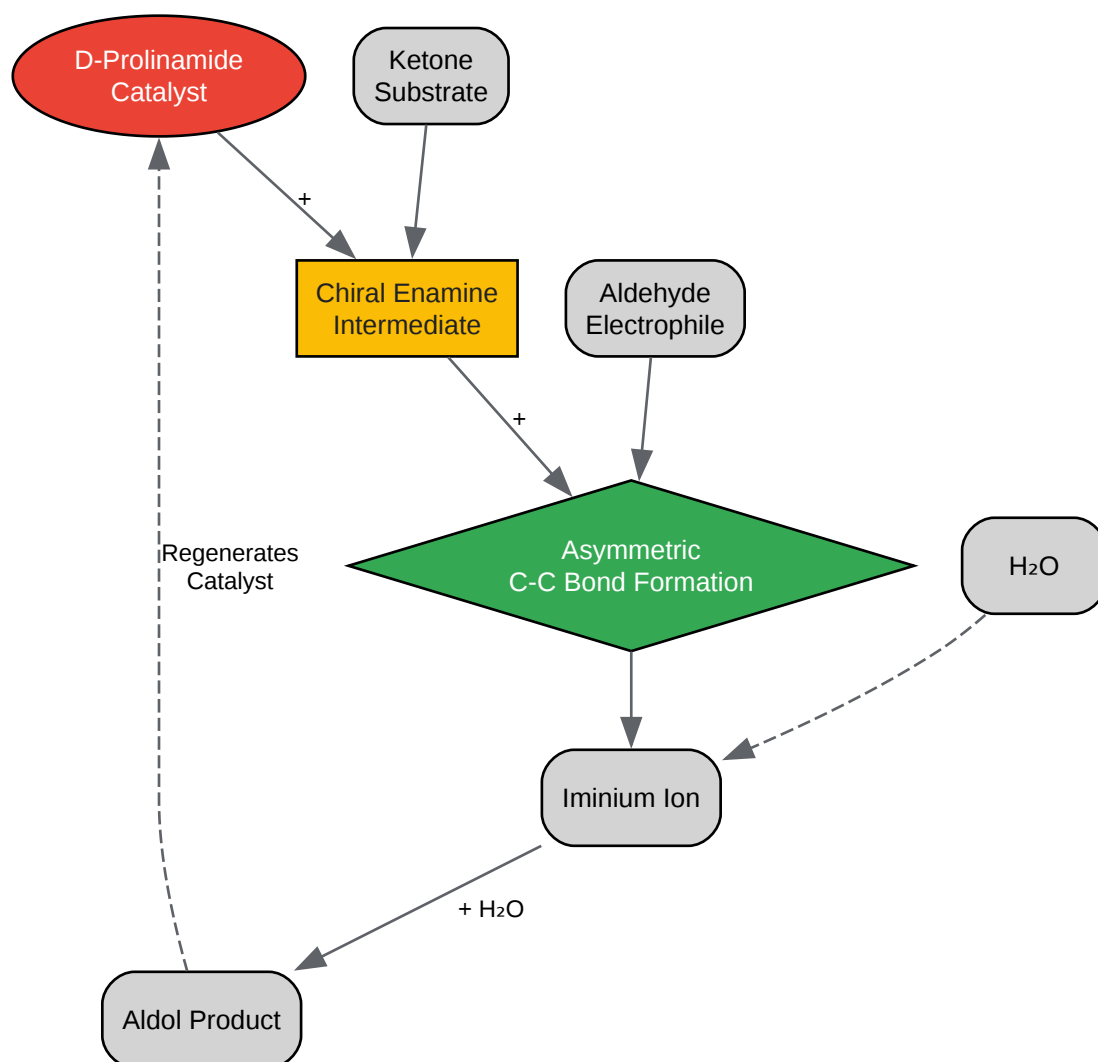 D-Prolinamide
Catalyst
Ketone
Substrate
+
Chiral Enamine
Intermediate
Aldehyde
Electrophile
+
Regenerates
Catalyst
Asymmetric
C-C Bond Formation
H₂O
Iminium Ion
+ H₂O
Aldol Product